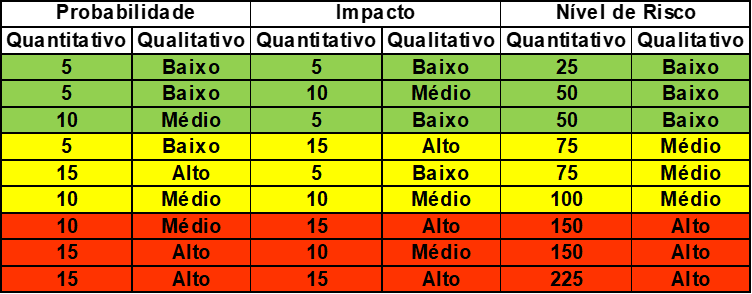 Probabilidade Impacto Nível de Risco
Quantitativo Qualitativo Quantitativo Qualitativo Quantitativo Qualitativo
5 Baixo 5 Baixo 25 Baixo
5 Baixo 10 Médio 50 Baixo
10 Médio 5 Baixo 50 Baixo
5 Baixo 15 Alto 75 Médio
15 Alto 5 Baixo 75 Médio
10 Médio 10 Médio 100 Médio
10 Médio 15 Alto 150 Alto
15 Alto 10 Médio 150 Alto
15 Alto 15 Alto 225 Alto